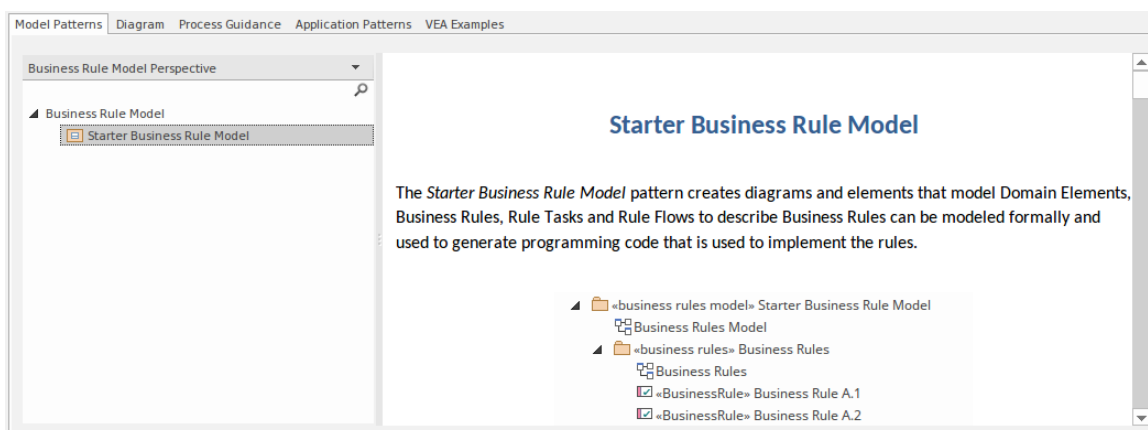 Model Patterns Diagram Process Guidance Application Patterns VEA Examples
Business Rule Model Perspective
Business Rule Model
Starter Business Rule Model
Starter Business Rule Model
The Starter Business Rule Model pattern creates diagrams and elements that model Domain Elements,
Business Rules, Rule Tasks and Rule Flows to describe Business Rules can be modeled formally and
used to generate programming code that is used to implement the rules.
«business rules model» Starter Business Rule Model
Business Rules Model
«business rules» Business Rules
Business Rules
«BusinessRule» Business Rule A.1
«BusinessRule» Business Rule A.2